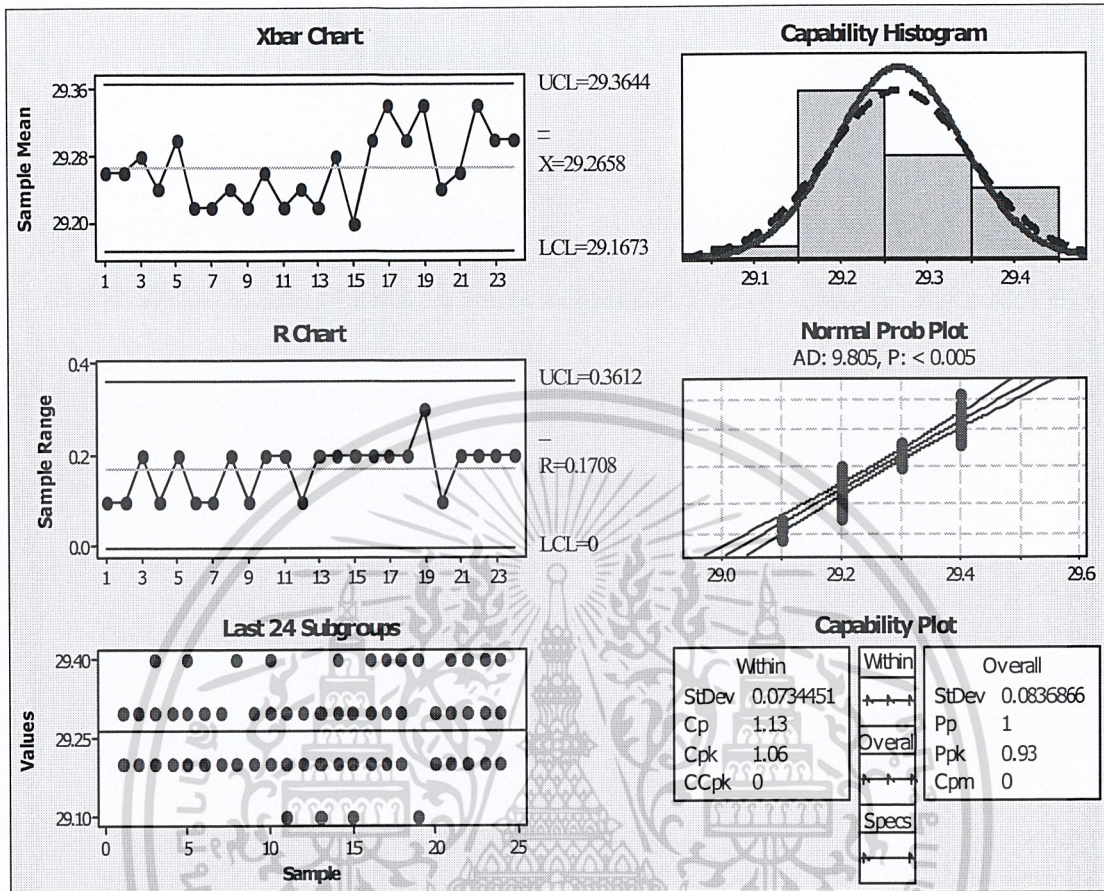 Xbar Chart
Sample Mean
29.36
29.28
29.20
UCL=29.3644
X=29.2658
LCL=29.1673
1 3 5 7 9 11 13 15 17 19 21 23
Capability Histogram
29.1 29.2 29.3 29.4
R Chart
Sample Range
0.4
0.2
0.0
UCL=0.3612
R=0.1708
LCL=0
1 3 5 7 9 11 13 15 17 19 21 23
Normal Prob Plot
AD: 9.805, P: < 0.005
29.0 29.2 29.4 29.6
Last 24 Subgroups
Values
29.40
29.25
29.10
0 5 10 15 20 25
Sample
Capability Plot
Within
StDev 0.0734451
Cp 1.13
Cpk 1.06
CCpk 0
Within
Overall
Specs
Overall
StDev 0.0836866
Pp 1
Ppk 0.93
Cpm 0